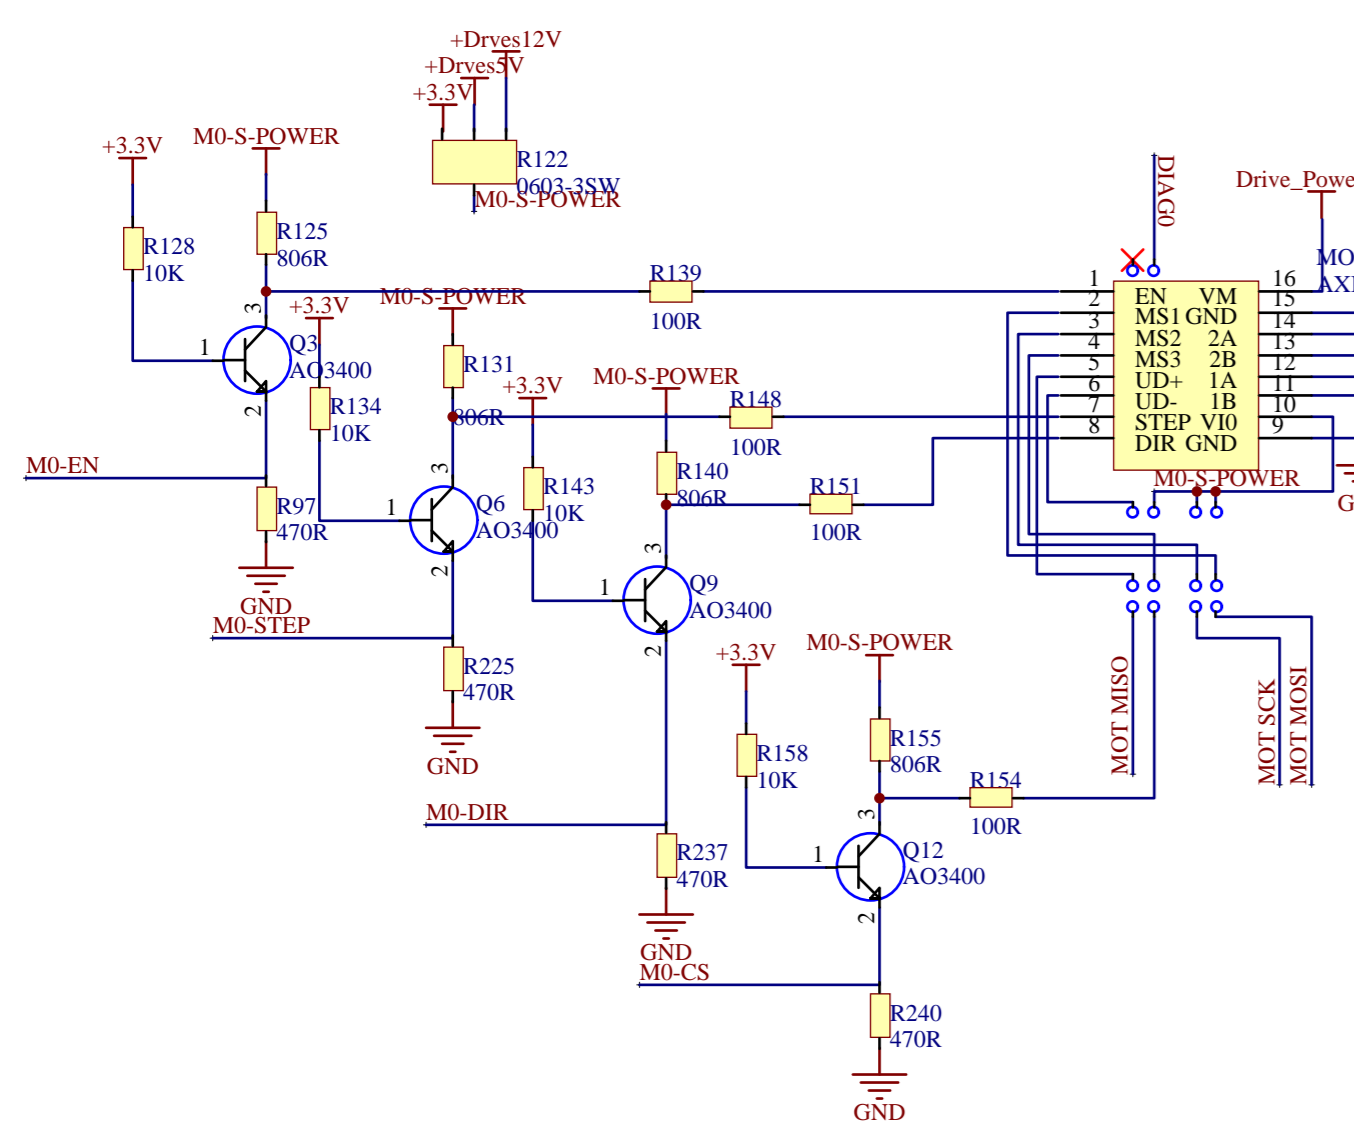 +Drves12V
+Drves5V
+3.3V
R122
0603-3SW
M0-S-POWER
+3.3V
M0-S-POWER
R128
10K
R125
806R
3
1
Q3
AO3400
2
M0-EN
R97
470R
GND
+3.3V
M0-S-POWER
R131
806R
R134
10K
3
1
Q6
AO3400
2
M0-STEP
R225
470R
GND
R139
100R
+3.3V
M0-S-POWER
R148
100R
R143
10K
R140
806R
R151
100R
3
1
Q9
AO3400
2
M0-DIR
R237
470R
GND
+3.3V
M0-S-POWER
R158
10K
R155
806R
R154
100R
3
1
Q12
AO3400
2
M0-CS
R240
470R
GND
DIAG0
Drive_Powe
MO
AXI
1 EN VM 16
2 MS1 GND 15
3 MS2 2A 14
4 MS3 2B 13
5 UD+ 1A 12
6 UD- 1B 11
7 STEP VI0 10
8 DIR GND 9
M0-S-POWER
G
MOT MISO
MOT SCK
MOT MOSI